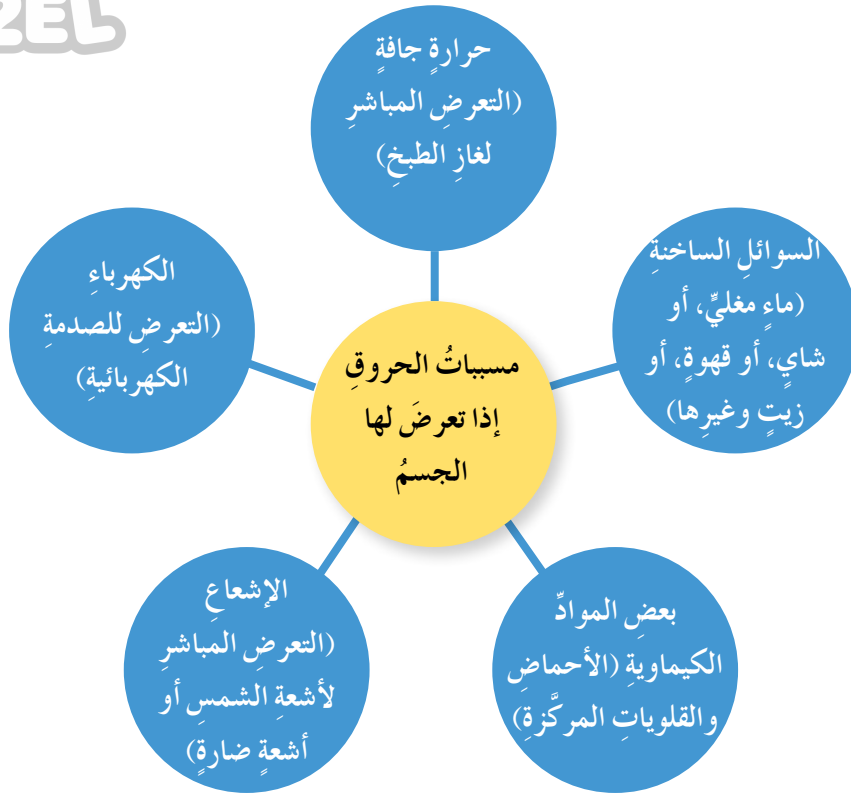 حرارةٍ جافةٍ
(التعرضِ المباشرِ
لغازِ الطبخِ)
السوائلِ الساخنةِ
(ماءٍ مغليٍّ، أو
شايٍ، أو قهوةٍ، أو
زيتٍ وغيرِها)
الكهرباءِ
(التعرضِ للصدمةِ
الكهربائيةِ)
مسبباتُ الحروقِ
إذا تعرضَ لها
الجسمُ
بعضِ الموادِّ
الكيماويةِ (الأحماضِ
والقلوياتِ المركَّزةِ)
الإشعاعِ
(التعرضِ المباشرِ
لأشعةِ الشمسِ أو
أشعةٍ ضارةٍ)